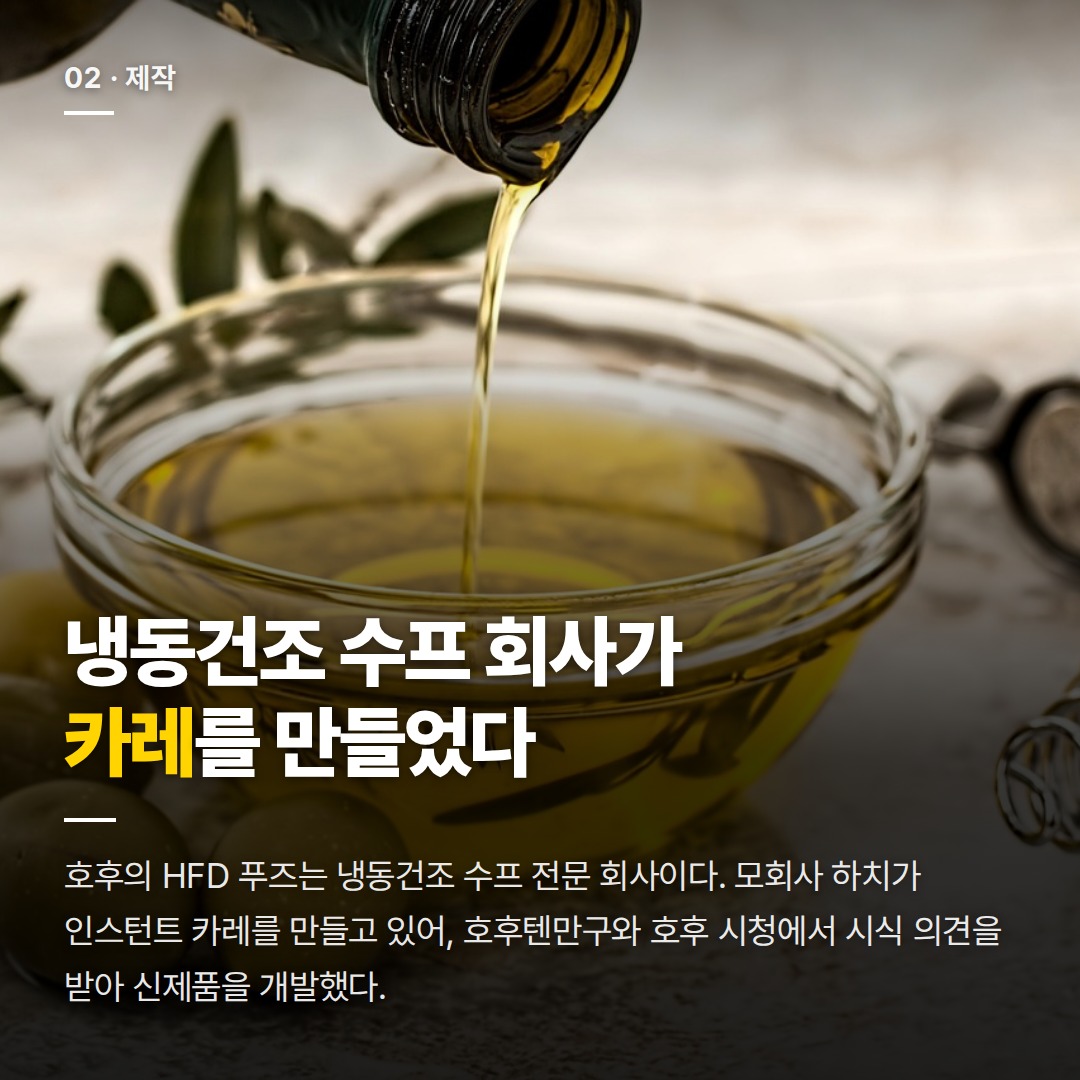 02 · 제작
냉동건조 수프 회사가
카레를 만들었다
호후의 HFD 푸즈는 냉동건조 수프 전문 회사이다. 모회사 하치가
인스턴트 카레를 만들고 있어, 호후텐만구와 호후 시청에서 시식 의견을
받아 신제품을 개발했다.